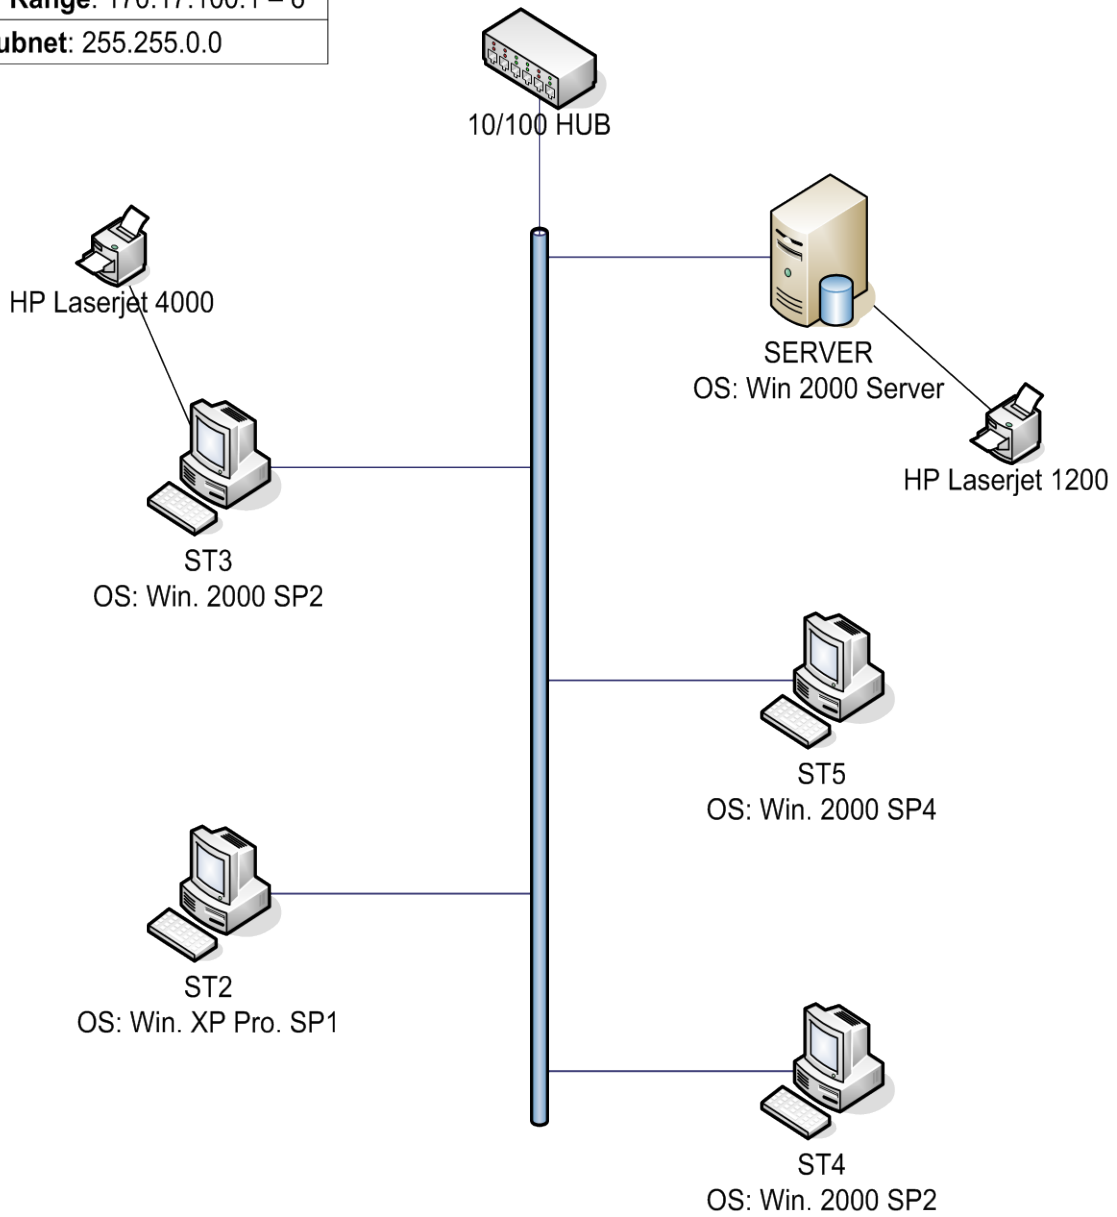 Range: 170.17.100.1 – 6
ubnet: 255.255.0.0
10/100 HUB
HP Laserjet 4000
SERVER
OS: Win 2000 Server
HP Laserjet 1200
ST3
OS: Win. 2000 SP2
ST5
OS: Win. 2000 SP4
ST2
OS: Win. XP Pro. SP1
ST4
OS: Win. 2000 SP2